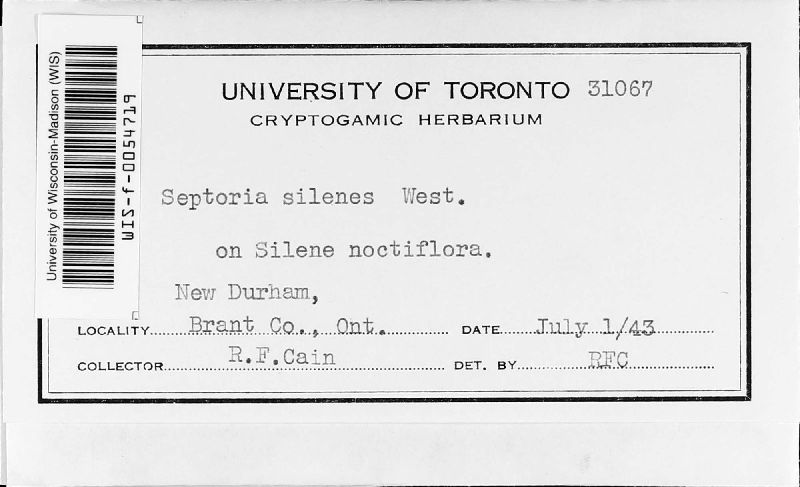 University of Wisconsin-Madison (WIS)
WIS-f-0054719
UNIVERSITY OF TORONTO 31067
CRYPTOGAMIC HERBARIUM
Septoria silenes West.
on Silene noctiflora.
New Durham,
LOCALITY Brant Co., Ont. DATE July 1/43
COLLECTOR R.F.Cain DET. BY RFC